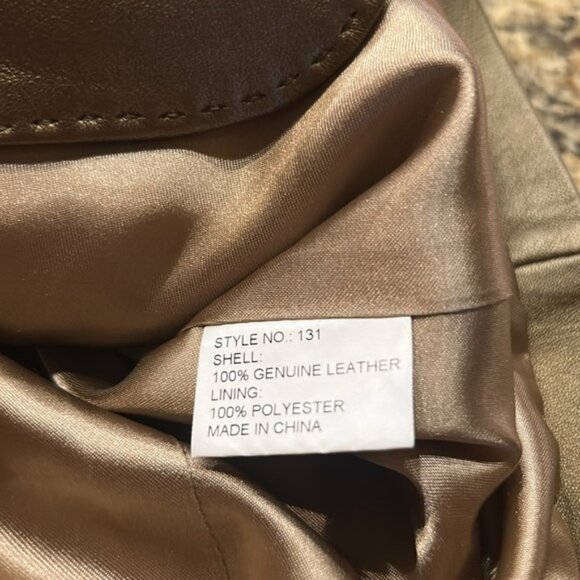 STYLE NO.: 131
SHELL:
100% GENUINE LEATHER
LINING:
100% POLYESTER
MADE IN CHINA